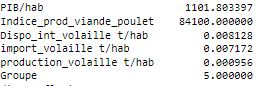 PIB/hab 1101.803397
Indice_prod_viande_poulet 84100.000000
Dispo_int_volaille t/hab 0.008128
import_volaille t/hab 0.007172
production_volaille t/hab 0.000956
Groupe 5.000000